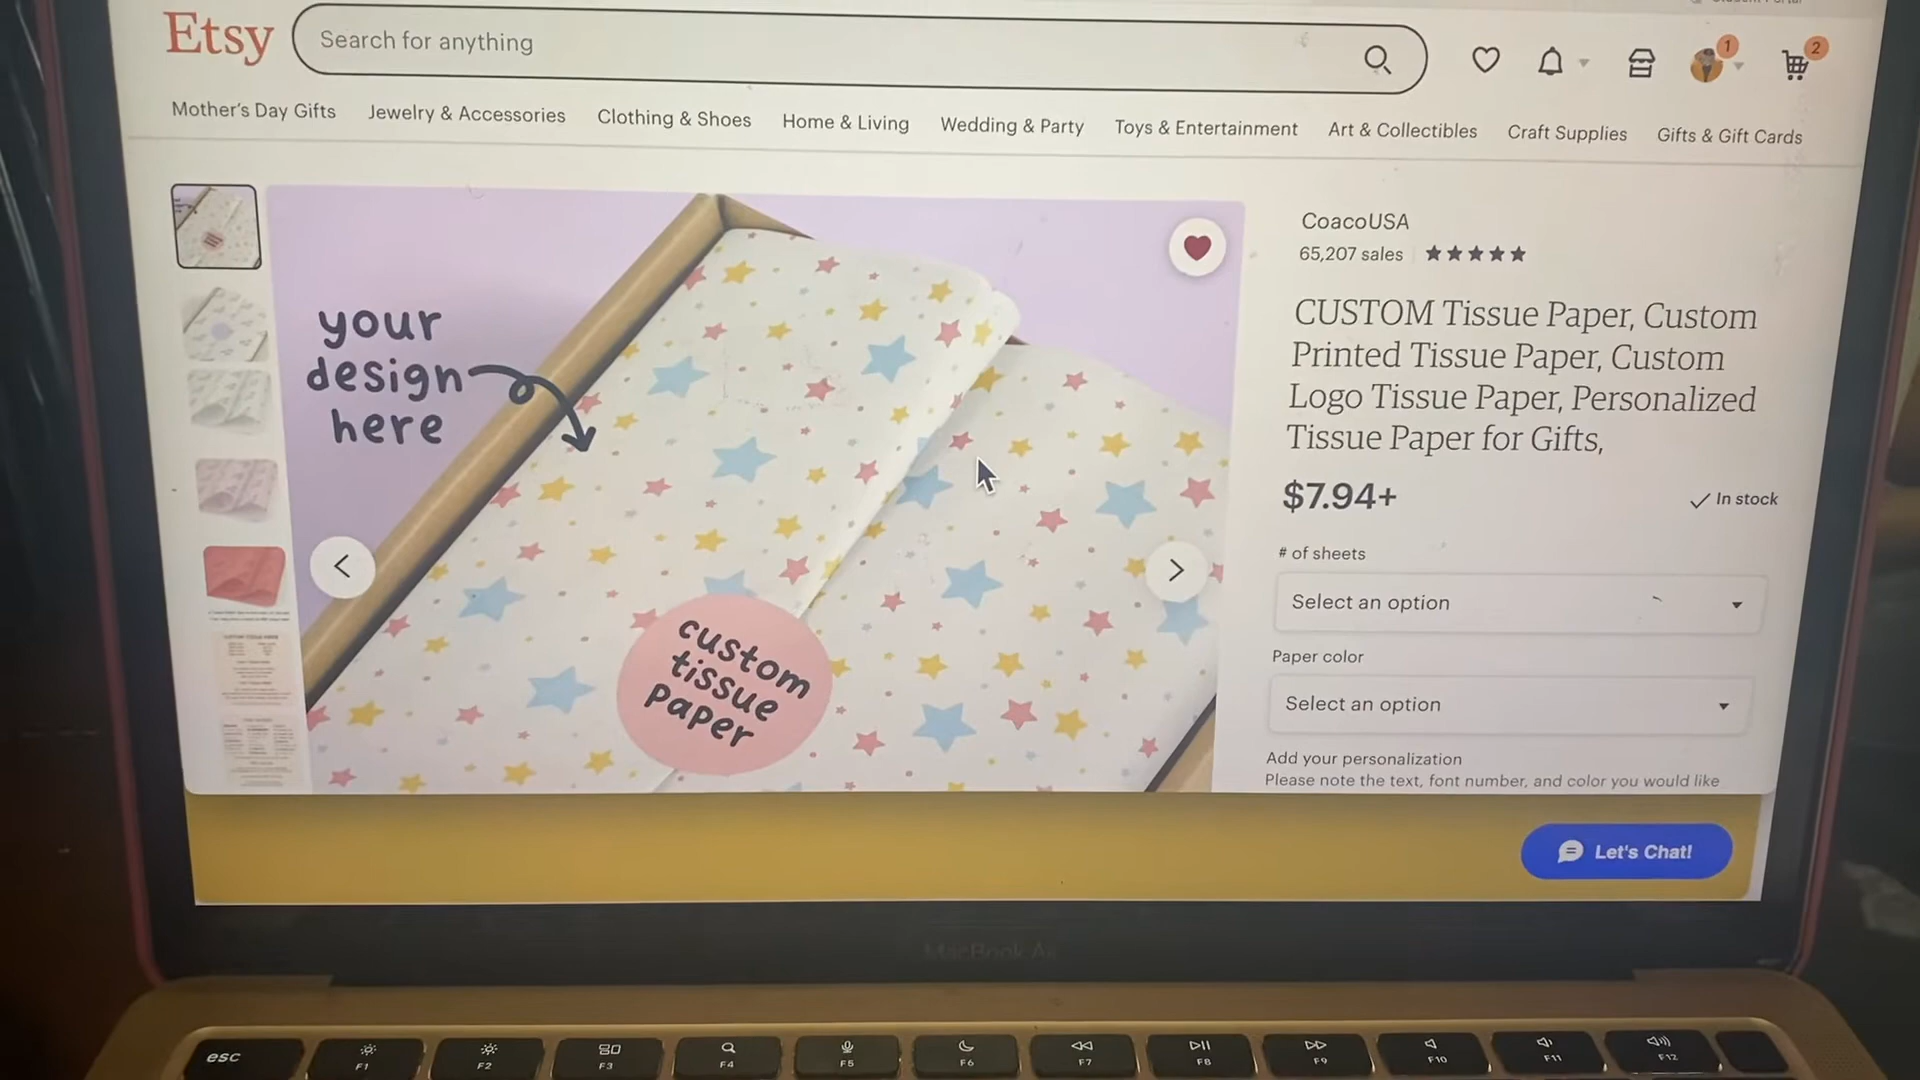 Etsy
Search for anything
1
2
Mother's Day Gifts
Jewelry & Accessories
Clothing & Shoes
Home & Living
Wedding & Party
Toys & Entertainment
Art & Collectibles
Craft Supplies
Gifts & Gift Cards
your
design
here
custom
tissue
paper
CoacoUSA
65,207 sales
CUSTOM Tissue Paper, Custom
Printed Tissue Paper, Custom
Logo Tissue Paper, Personalized
Tissue Paper for Gifts,
$7.94+
In stock
# of sheets
Select an option
Paper color
Select an option
Add your personalization
Please note the text, font number, and color you would like
Let's Chat!
MacBook Air
esc
F1
F2
F3
F4
F5
F6
F7
F8
F9
F10
F11
F12